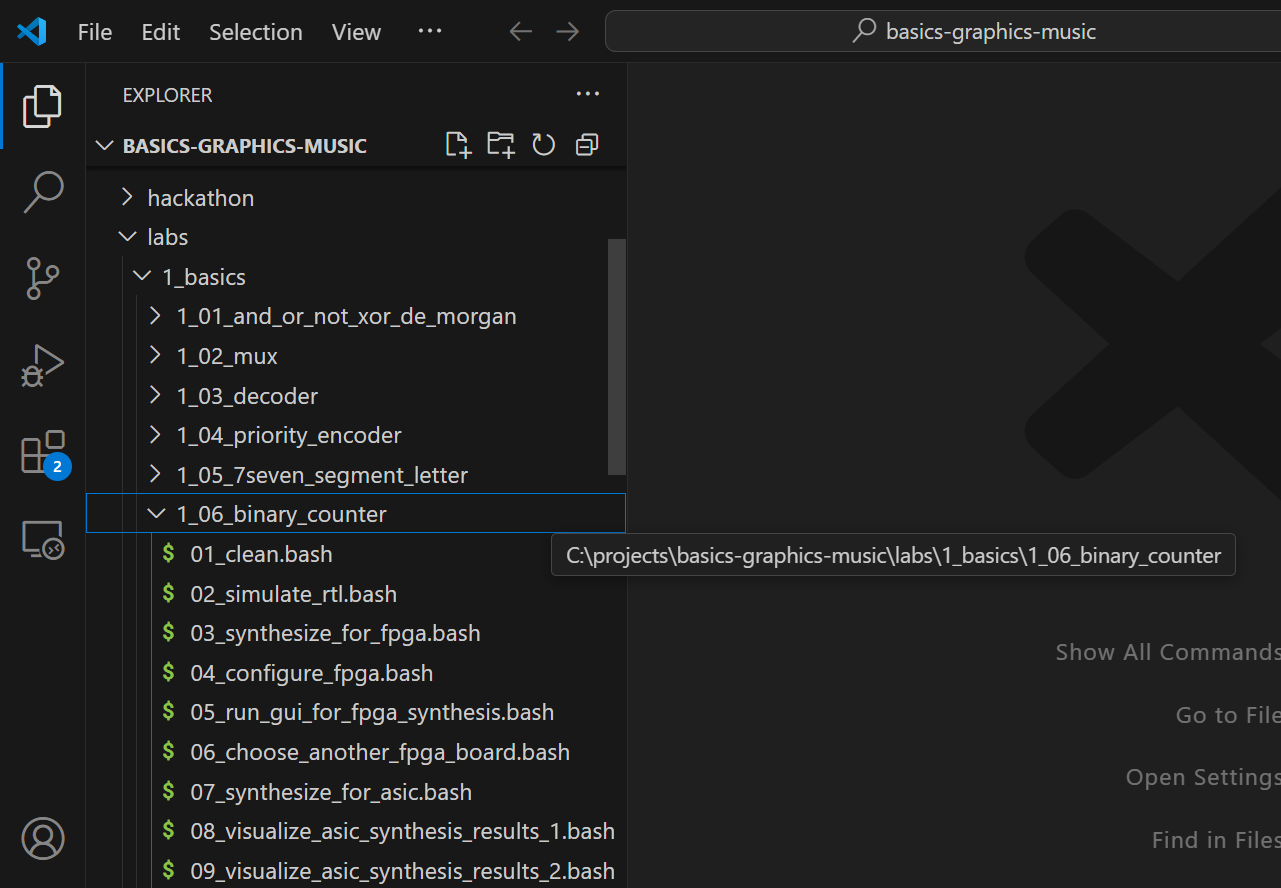 File Edit Selection View ··· basics-graphics-music
EXPLORER
BASICS-GRAPHICS-MUSIC
hackathon
labs
1_basics
1_01_and_or_not_xor_de_morgan
1_02_mux
1_03_decoder
1_04_priority_encoder
1_05_7seven_segment_letter
1_06_binary_counter
$ 01_clean.bash
C:\projects\basics-graphics-music\labs\1_basics\1_06_binary_counter
$ 02_simulate_rtl.bash
$ 03_synthesize_for_fpga.bash
$ 04_configure_fpga.bash
$ 05_run_gui_for_fpga_synthesis.bash
$ 06_choose_another_fpga_board.bash
$ 07_synthesize_for_asic.bash
$ 08_visualize_asic_synthesis_results_1.bash
$ 09_visualize_asic_synthesis_results_2.bash
2
Show All Commands
Go to File
Open Settings
Find in Files